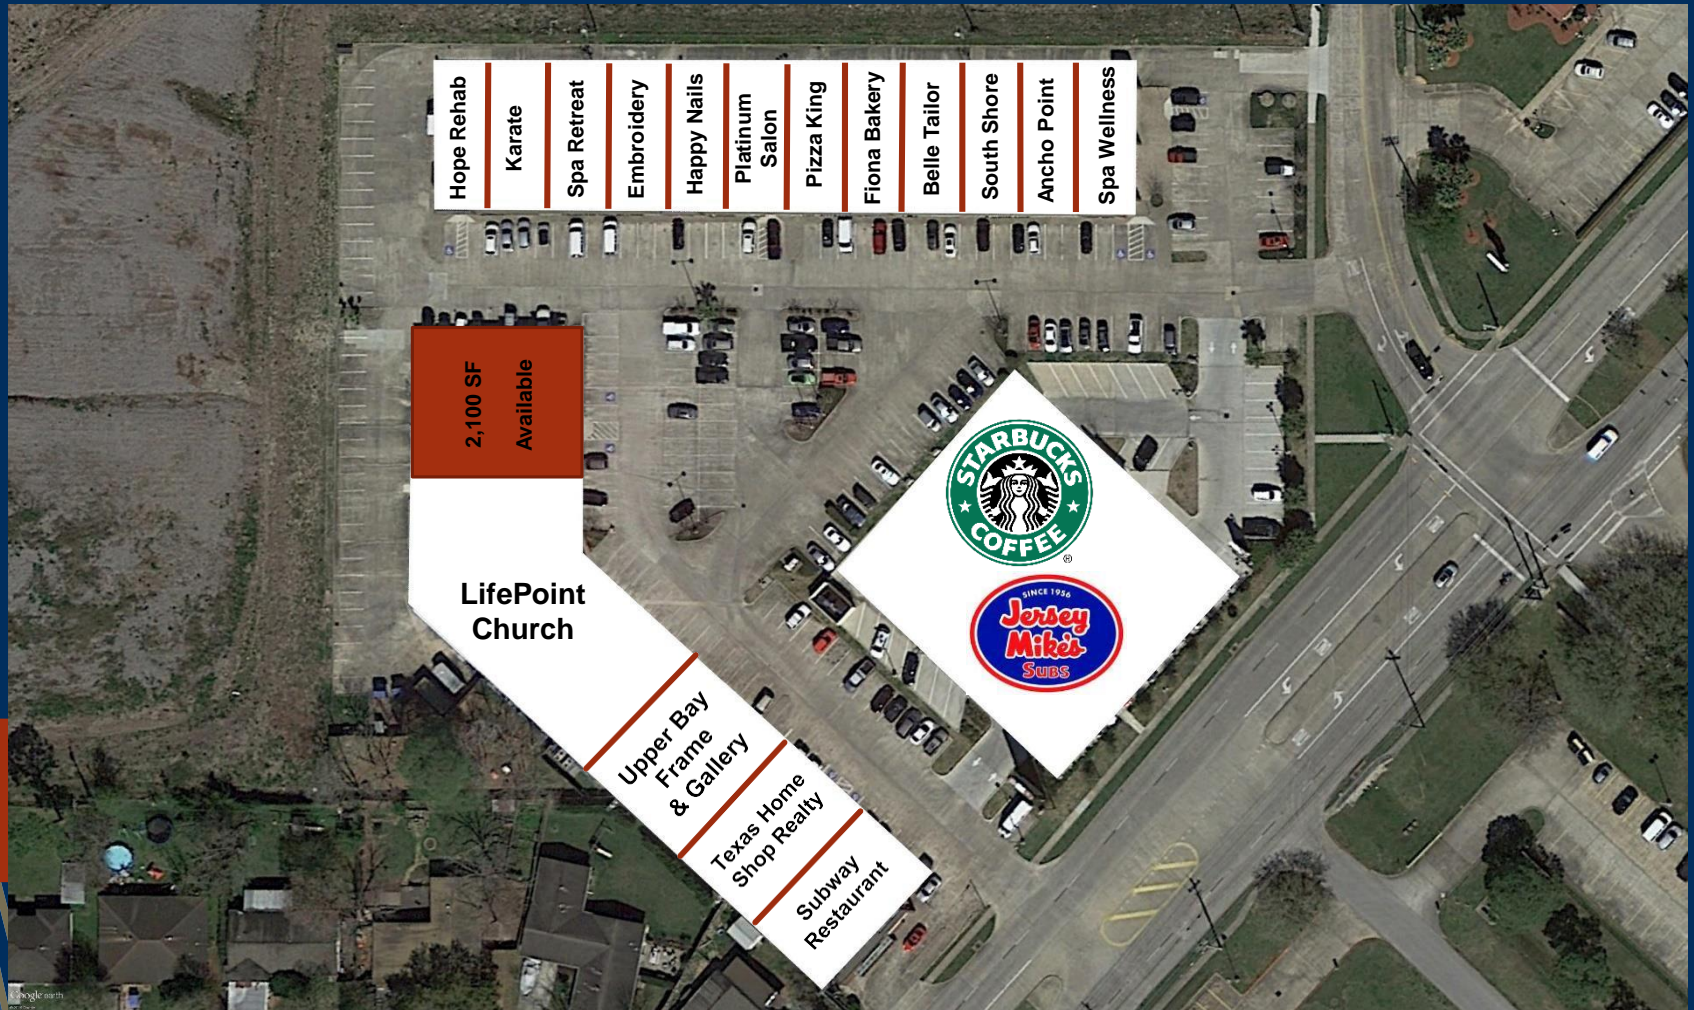 Hope Rehab
Karate
Spa Retreat
Embroidery
Happy Nails
Platinum
Salon
Pizza King
Fiona Bakery
Belle Tailor
South Shore
Ancho Point
Spa Wellness
2,100 SF
Available
STARBUCKS
COFFEE
®
SINCE 1956
Jersey
Mike's
SUBS
LifePoint
Church
Upper Bay
Frame
& Gallery
Texas Home
Shop Realty
Subway
Restaurant
Google earth